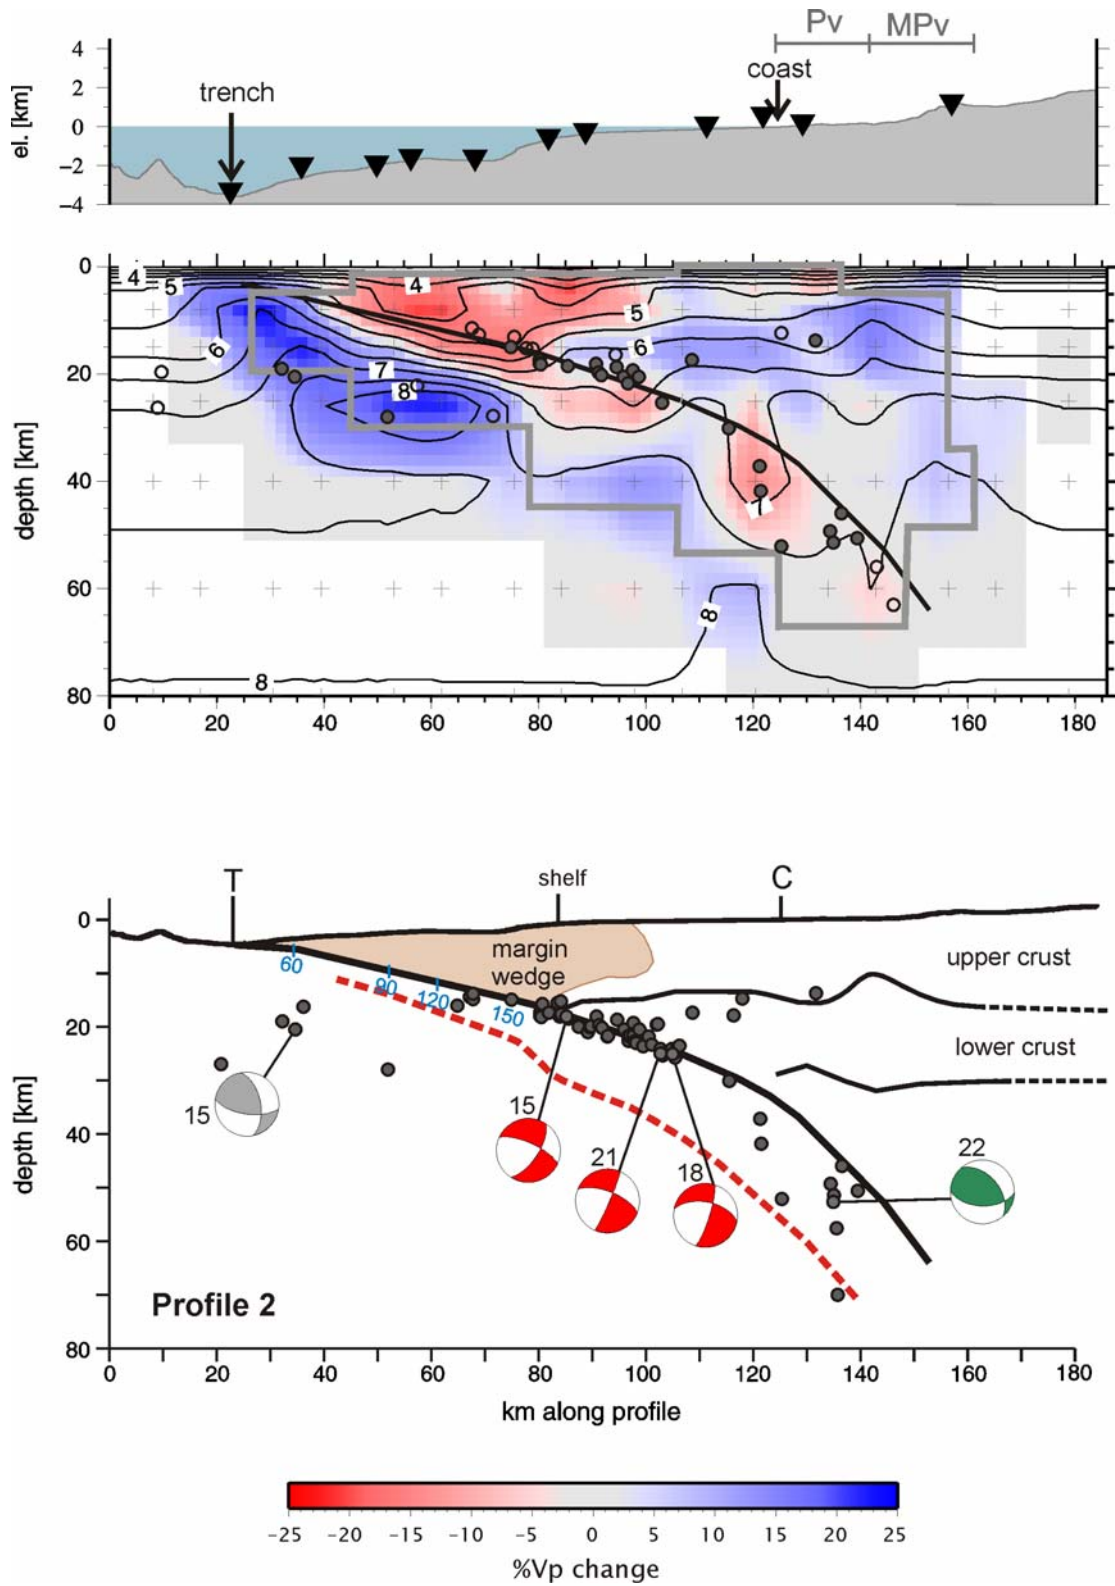 Pv MPv
4
2
0
-2
-4
el. [km]
trench
coast
0
20
40
60
80
depth [km]
4
5
6
7
8
4
5
6
7
8
8
0 20 40 60 80 100 120 140 160 180
T
shelf
C
0
20
40
60
80
depth [km]
margin
wedge
upper crust
lower crust
60
90
120
150
15
15
21
18
22
Profile 2
0 20 40 60 80 100 120 140 160 180
km along profile
-25 -20 -15 -10 -5 0 5 10 15 20 25
%Vp change